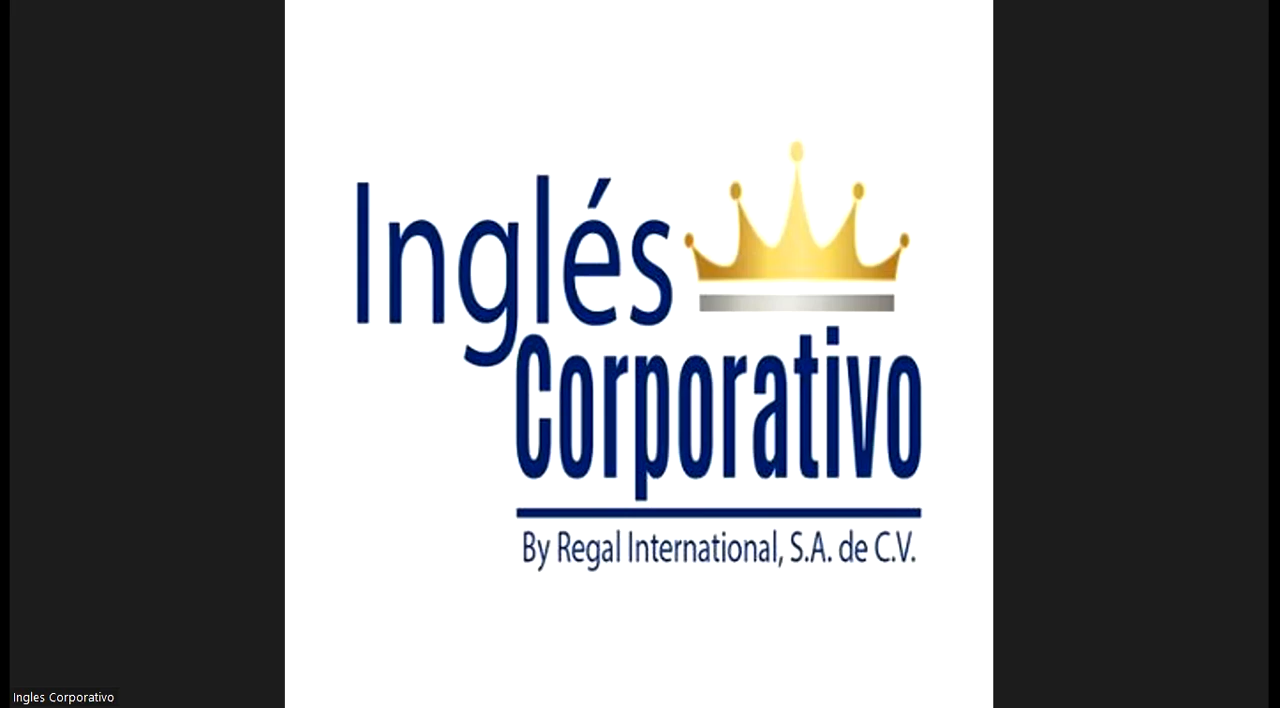 Inglés
Corporativo
By Regal International, S.A. de C.V.
Ingles Corporativo